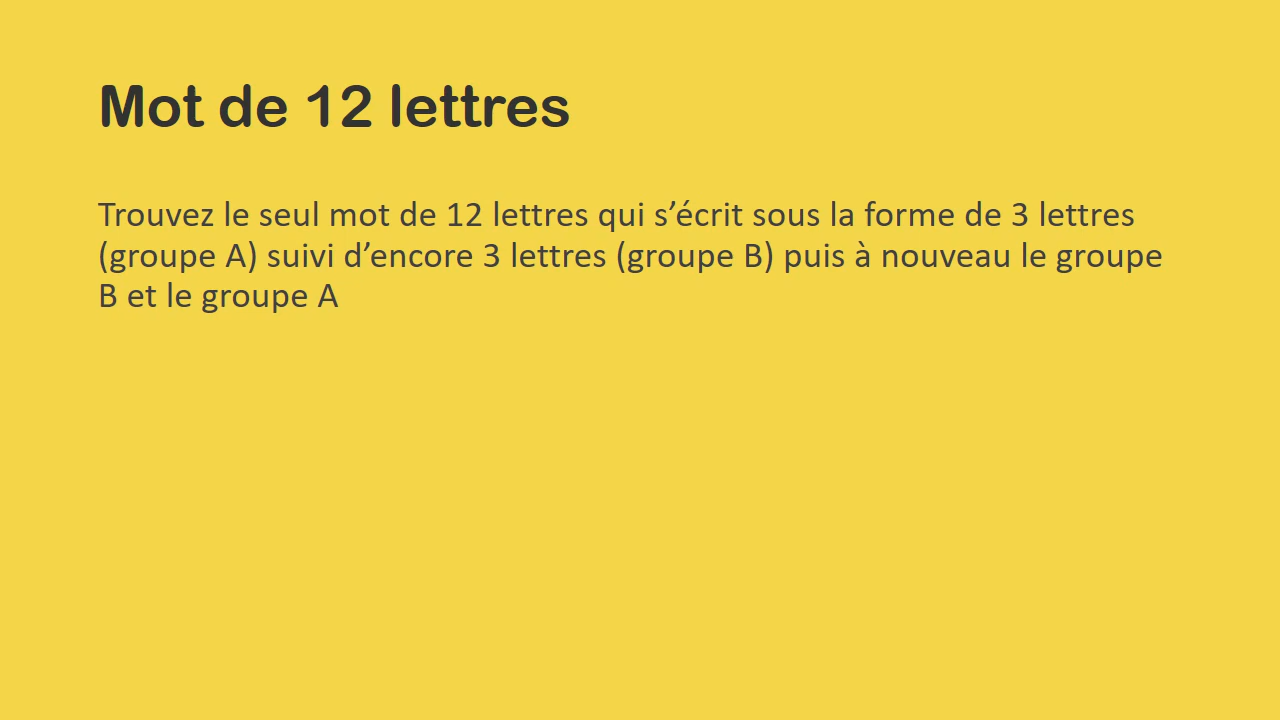 Mot de 12 lettres
Trouvez le seul mot de 12 lettres qui s’écrit sous la forme de 3 lettres
(groupe A) suivi d’encore 3 lettres (groupe B) puis à nouveau le groupe
B et le groupe A